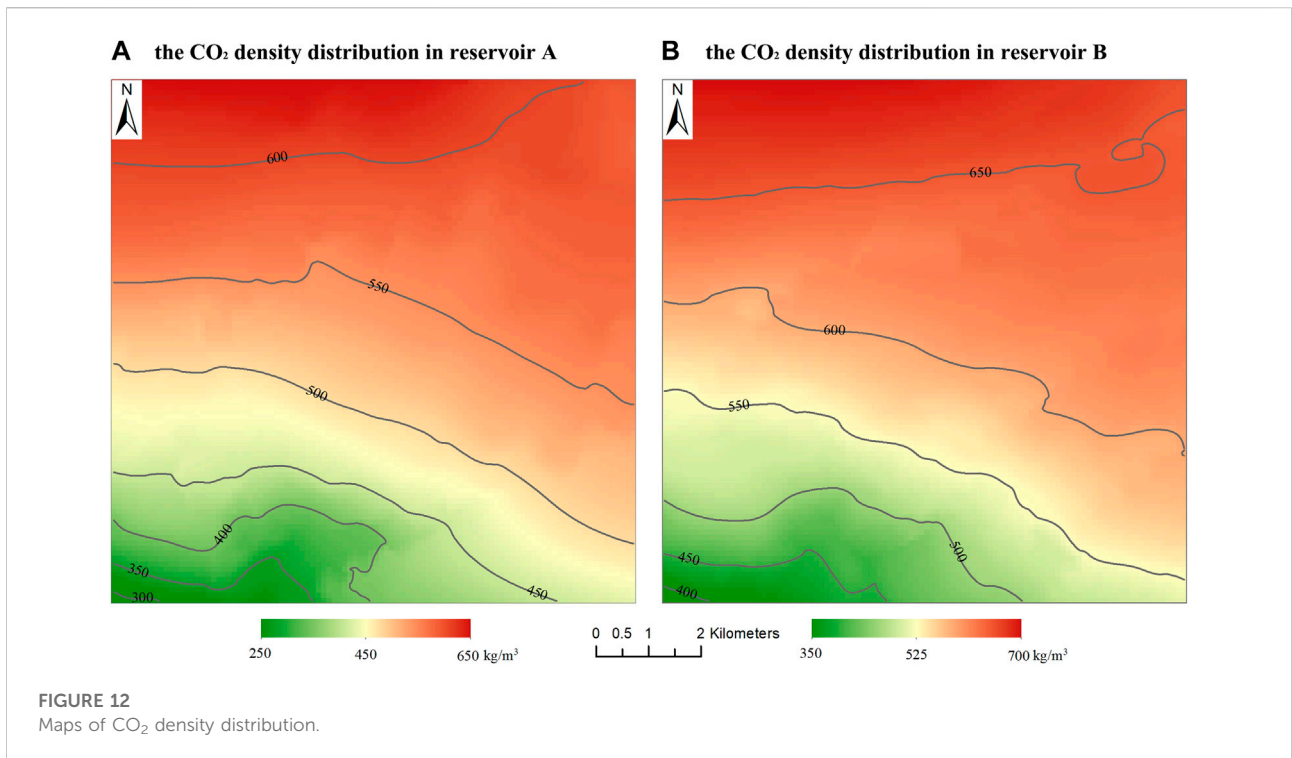 A the CO₂ density distribution in reservoir A
B the CO₂ density distribution in reservoir B
N
600
550
500
400
350
300
450
N
650
600
550
500
450
400
250 450 650 kg/m³
0 0.5 1 2 Kilometers
350 525 700 kg/m³
FIGURE 12
Maps of CO₂ density distribution.